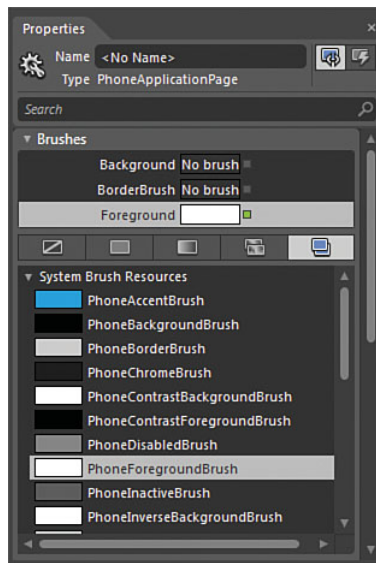 Properties
Name <No Name>
Type PhoneApplicationPage
Search
Brushes
Background No brush
BorderBrush No brush
Foreground
System Brush Resources
PhoneAccentBrush
PhoneBackgroundBrush
PhoneBorderBrush
PhoneChromeBrush
PhoneContrastBackgroundBrush
PhoneContrastForegroundBrush
PhoneDisabledBrush
PhoneForegroundBrush
PhoneInactiveBrush
PhoneInverseBackgroundBrush